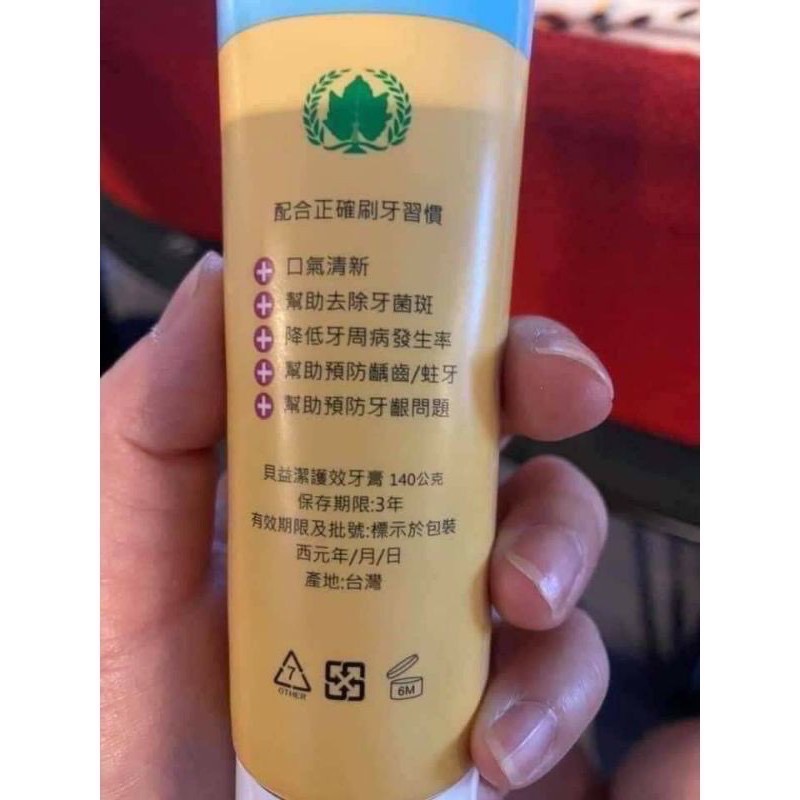 配合正確刷牙習慣
口氣清新
幫助去除牙菌斑
降低牙周病發生率
幫助預防齲齒/蛀牙
幫助預防牙齦問題
貝益潔護效牙膏 140公克
保存期限:3年
有效期限及批號:標示於包裝
西元年/月/日
產地:台灣
7
OTHER
6M